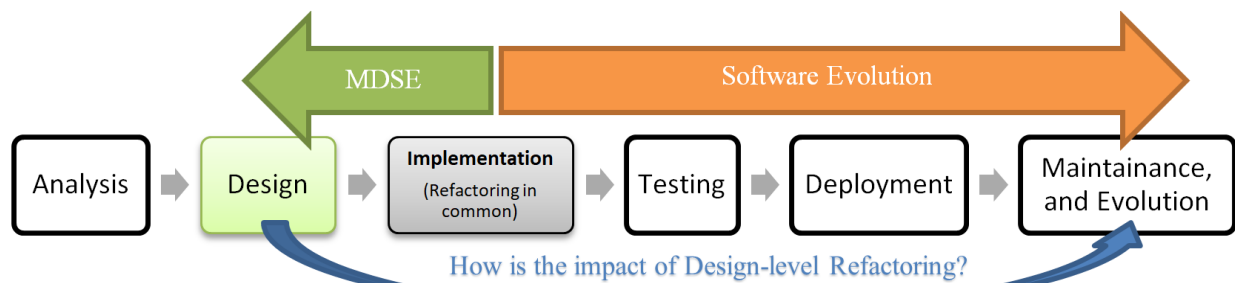 MDSE
Software Evolution
Analysis
Design
Implementation
(Refactoring in
common)
Testing
Deployment
Maintainance,
and Evolution
How is the impact of Design-level Refactoring?